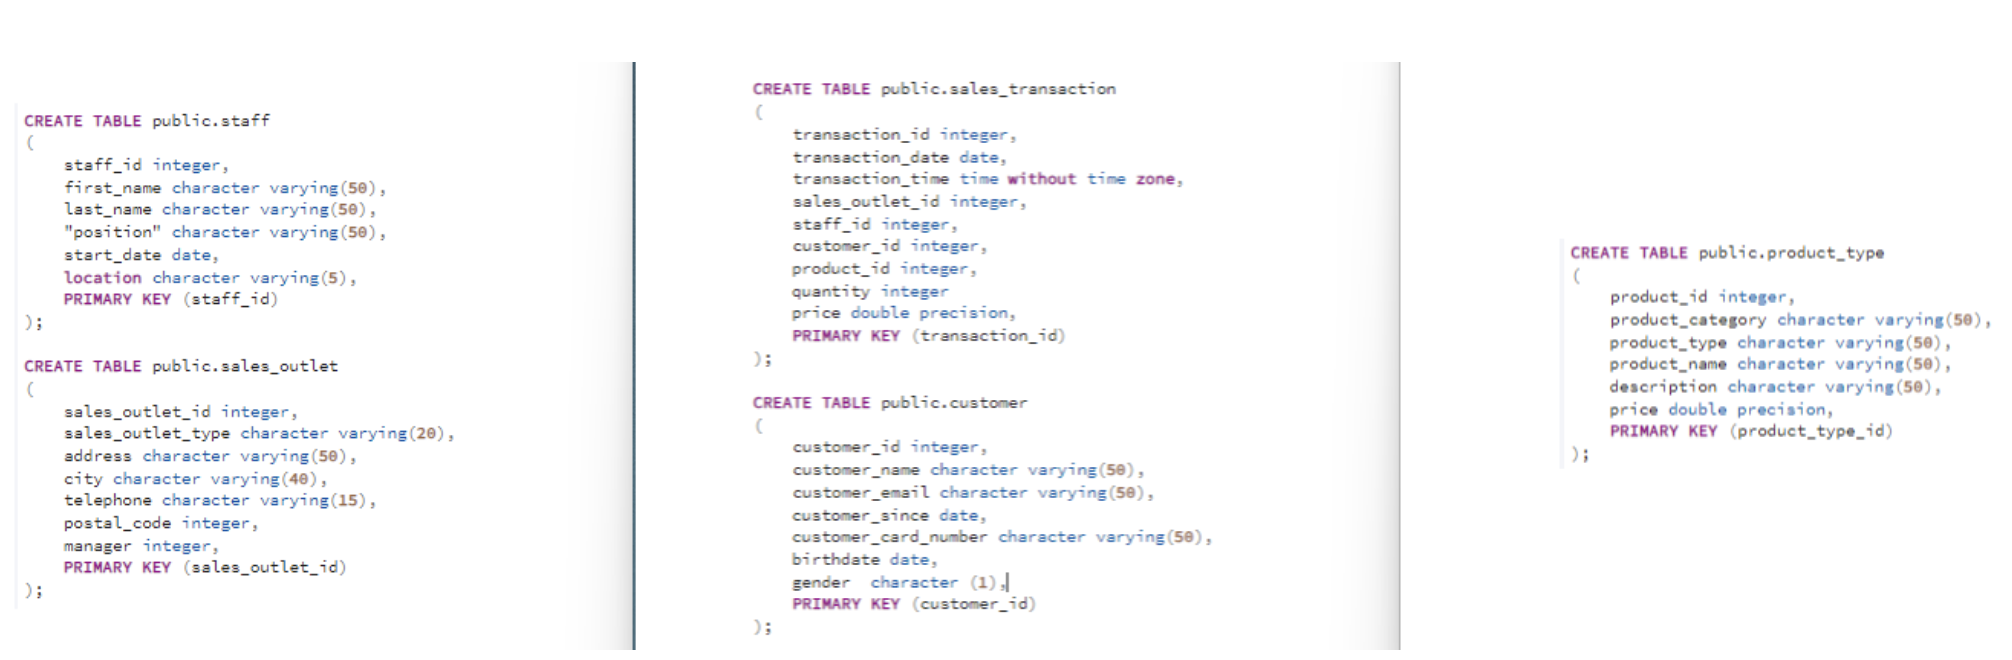 CREATE TABLE public.staff
(
staff_id integer,
first_name character varying(50),
last_name character varying(50),
"position" character varying(50),
start_date date,
location character varying(5),
PRIMARY KEY (staff_id)
);
CREATE TABLE public.sales_outlet
(
sales_outlet_id integer,
sales_outlet_type character varying(20),
address character varying(50),
city character varying(40),
telephone character varying(15),
postal_code integer,
manager integer,
PRIMARY KEY (sales_outlet_id)
);
CREATE TABLE public.sales_transaction
(
transaction_id integer,
transaction_date date,
transaction_time time without time zone,
sales_outlet_id integer,
staff_id integer,
customer_id integer,
product_id integer,
quantity integer
price double precision,
PRIMARY KEY (transaction_id)
);
CREATE TABLE public.customer
(
customer_id integer,
customer_name character varying(50),
customer_email character varying(50),
customer_since date,
customer_card_number character varying(50),
birthdate date,
gender  character (1),
PRIMARY KEY (customer_id)
);
CREATE TABLE public.product_type
(
product_id integer,
product_category character varying(50),
product_type character varying(50),
product_name character varying(50),
description character varying(50),
price double precision,
PRIMARY KEY (product_type_id)
);